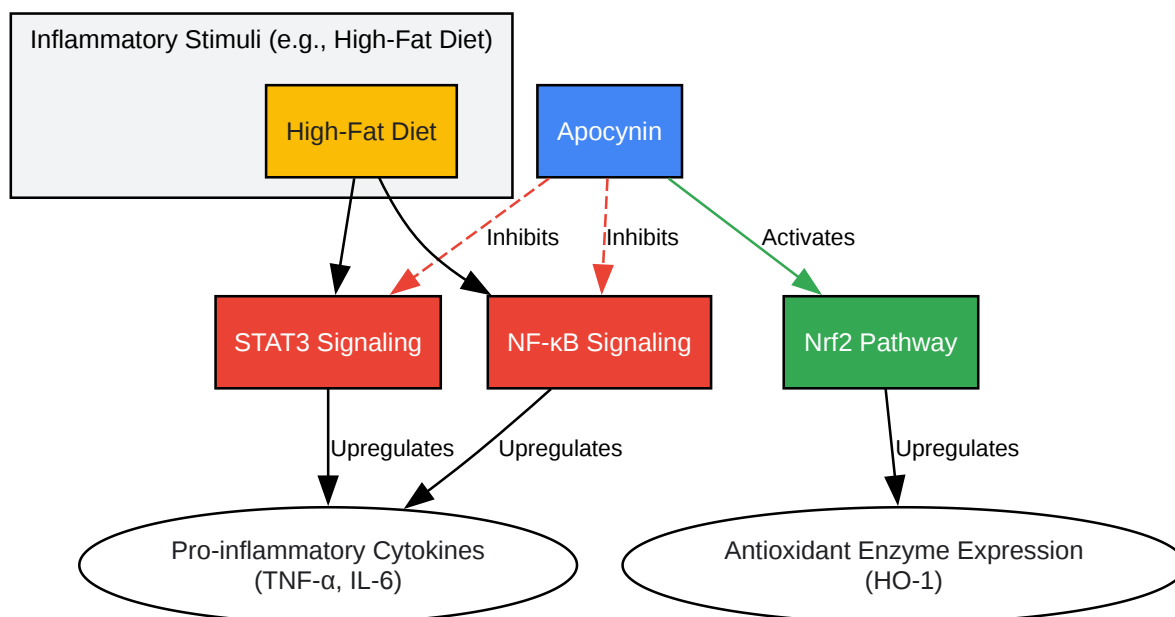 Inflammatory Stimuli (e.g., High-Fat Diet)
High-Fat Diet
Apocynin
Inhibits
Inhibits
Activates
STAT3 Signaling
NF-κB Signaling
Nrf2 Pathway
Upregulates
Upregulates
Upregulates
Pro-inflammatory Cytokines
(TNF-α, IL-6)
Antioxidant Enzyme Expression
(HO-1)